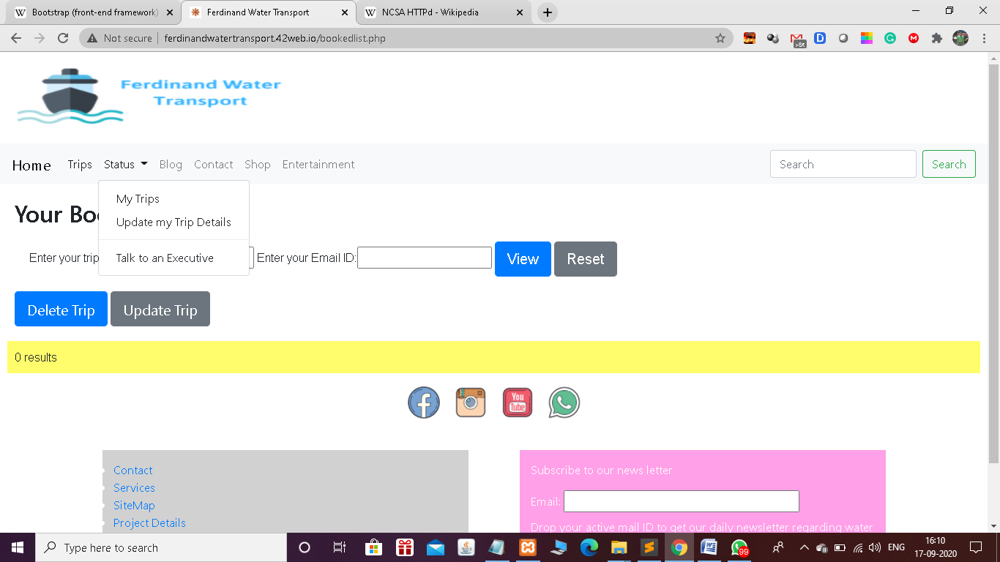 Bootstrap (front-end framework)
Ferdinand Water Transport
NCSA HTTPd - Wikipedia
Not secure
ferdinandwatertransport.42web.io/bookedlist.php
>8K
Ferdinand Water
Transport
Home Trips Status Blog Contact Shop Entertainment Search Search
My Trips
Update my Trip Details
Talk to an Executive
Your Bo
Enter your trip Enter your Email ID: View Reset
Delete Trip Update Trip
0 results
You
Tube
Contact
Services
SiteMap
Project Details
Subscribe to our news letter
Email:
Drop your active mail ID to get our daily newsletter regarding water
Type here to search
99
ENG
16:10
17-09-2020